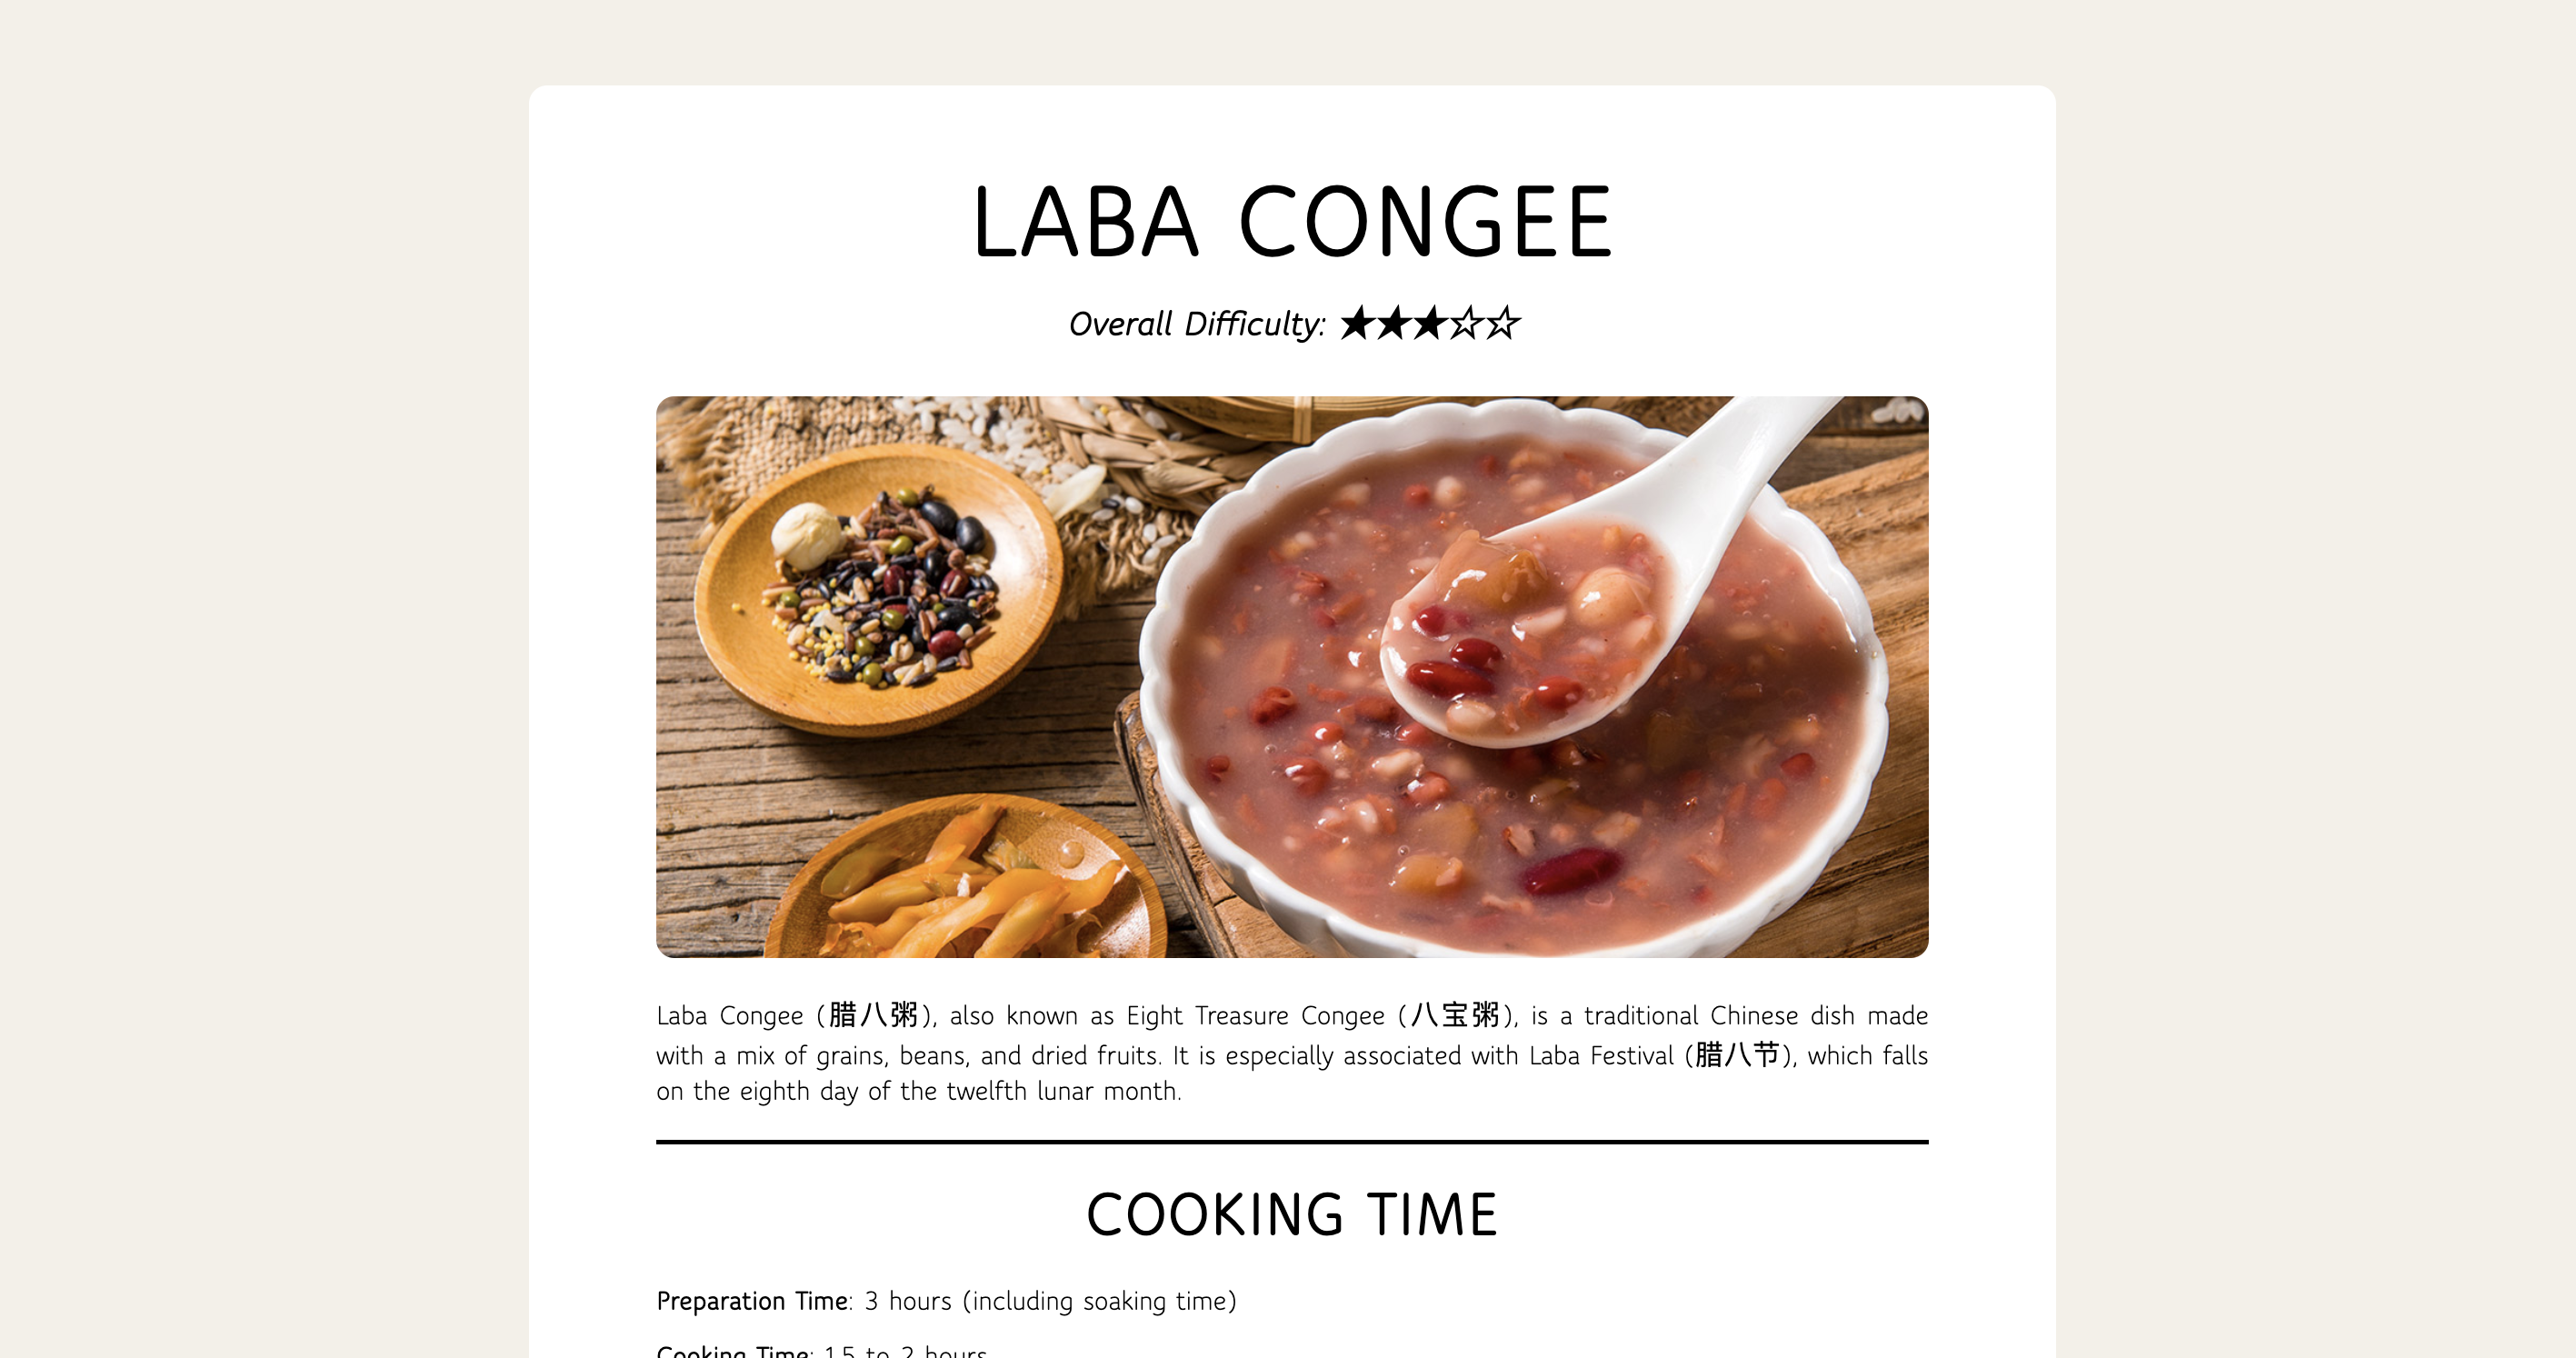 LABA CONGEE
Overall Difficulty: ★★★☆☆
Laba Congee (腊八粥), also known as Eight Treasure Congee (八宝粥), is a traditional Chinese dish made
with a mix of grains, beans, and dried fruits. It is especially associated with Laba Festival (腊八节), which falls
on the eighth day of the twelfth lunar month.
COOKING TIME
Preparation Time: 3 hours (including soaking time)
Cooking Time: 1.5 to 2 hours